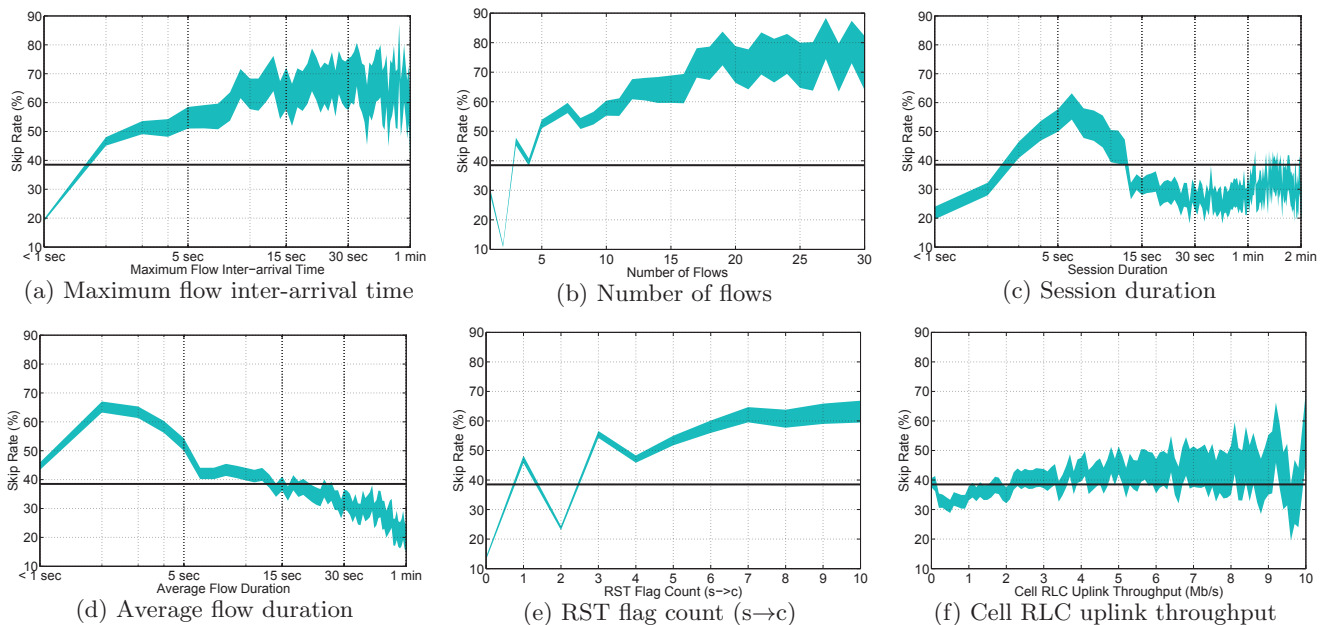 Skip Rate (%)
90
80
70
60
50
40
30
20
10
< 1 sec 5 sec 15 sec 30 sec 1 min
Maximum Flow Inter−arrival Time
(a) Maximum flow inter-arrival time
Skip Rate (%)
90
80
70
60
50
40
30
20
10
5 10 15 20 25 30
Number of Flows
(b) Number of flows
Skip Rate (%)
90
80
70
60
50
40
30
20
10
< 1 sec 5 sec 15 sec 30 sec 1 min 2 min
Session Duration
(c) Session duration
Skip Rate (%)
90
80
70
60
50
40
30
20
10
< 1 sec 5 sec 15 sec 30 sec 1 min
Average Flow Duration
(d) Average flow duration
Skip Rate (%)
90
80
70
60
50
40
30
20
10
0 1 2 3 4 5 6 7 8 9 10
RST Flag Count (s−>c)
(e) RST flag count (s→c)
Skip Rate (%)
90
80
70
60
50
40
30
20
10
0 1 2 3 4 5 6 7 8 9 10
Cell RLC Uplink Throughput (Mb/s)
(f) Cell RLC uplink throughput